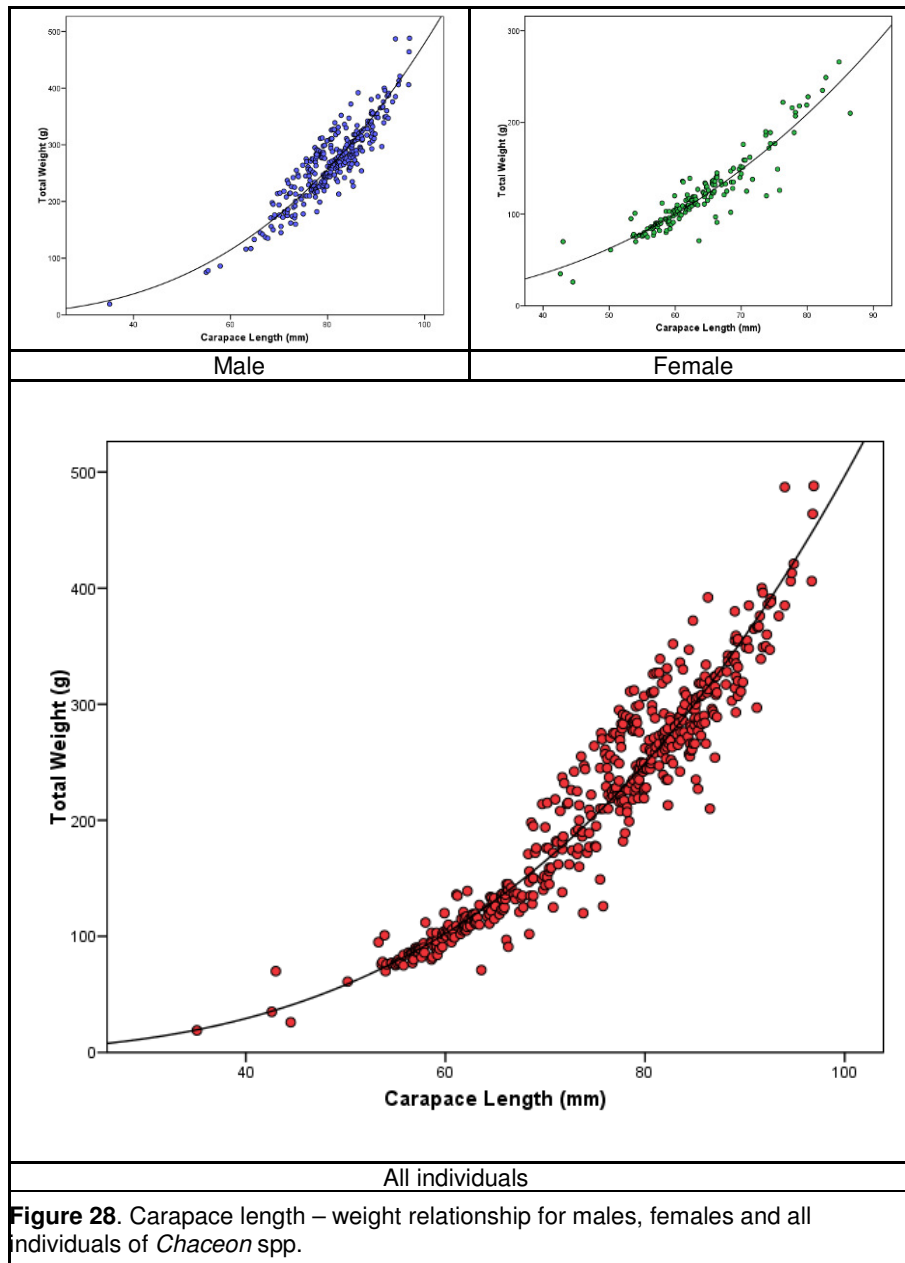 500
400
300
200
100
0
Total Weight (g)
40 60 80 100
Carapace Length (mm)
300
200
100
0
Total Weight (g)
40 50 60 70 80 90
Carapace Length (mm)
Male Female
500
400
300
200
100
0
Total Weight (g)
40 60 80 100
Carapace Length (mm)
All individuals
Figure 28. Carapace length – weight relationship for males, females and all
individuals of Chaceon spp.